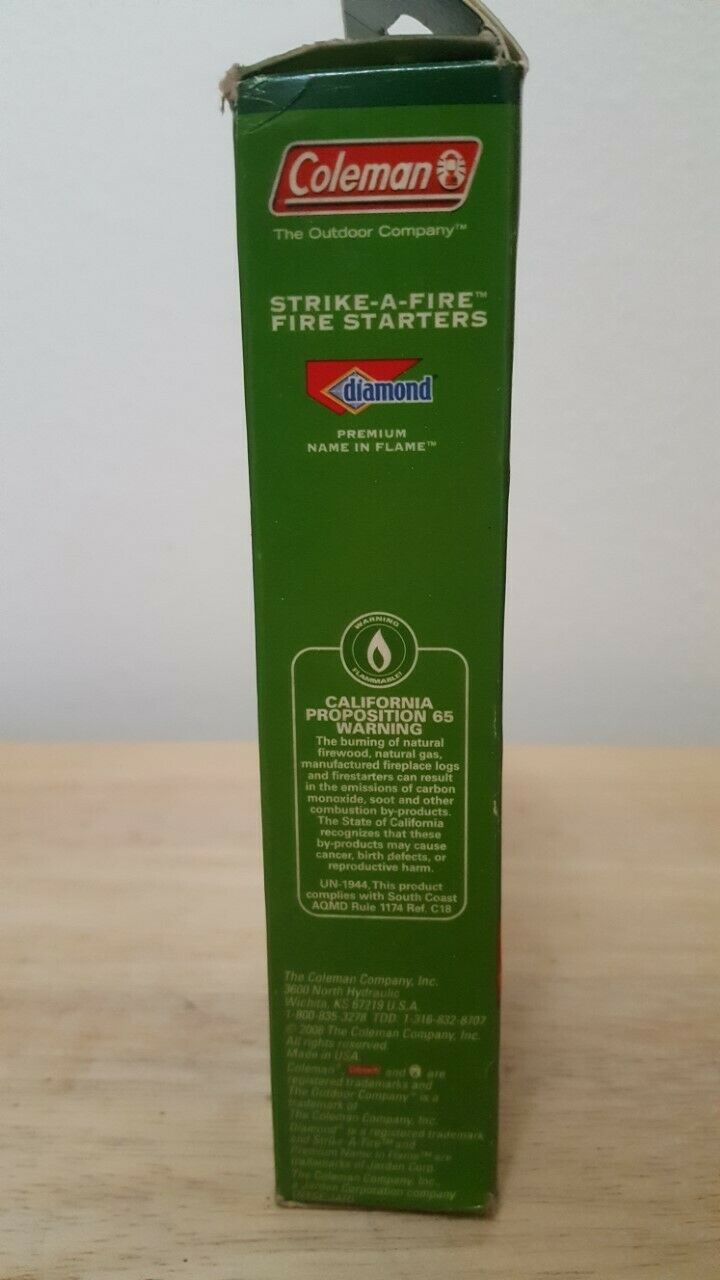 Coleman
The Outdoor Company™
STRIKE-A-FIRE™
FIRE STARTERS
diamond
PREMIUM
NAME IN FLAME™
WARNING
FLAMMABLE!
CALIFORNIA
PROPOSITION 65
WARNING
The burning of natural
firewood, natural gas,
manufactured fireplace logs
and firestarters can result
in the emissions of carbon
monoxide, soot and other
combustion by-products.
The State of California
recognizes that these
by-products may cause
cancer, birth defects, or
reproductive harm.
UN-1944, This product
complies with South Coast
AQMD Rule 1174 Ref. C18
The Coleman Company, Inc.
3600 North Hydraulic
Wichita, KS 67219 U.S.A.
1-800-835-3278 TDD: 1-316-832-8707
© 2006 The Coleman Company, Inc.
All rights reserved.
Made in USA.
Coleman® Coleman and are
registered trademarks and
The Outdoor Company™ is a
trademark of
The Coleman Company, Inc.
Diamond® is a registered trademark
and Strike-A-Fire™ and
Premium Name in Flame™ are
trademarks of Jarden Corp.
The Coleman Company, Inc.,
a Jarden Corporation company